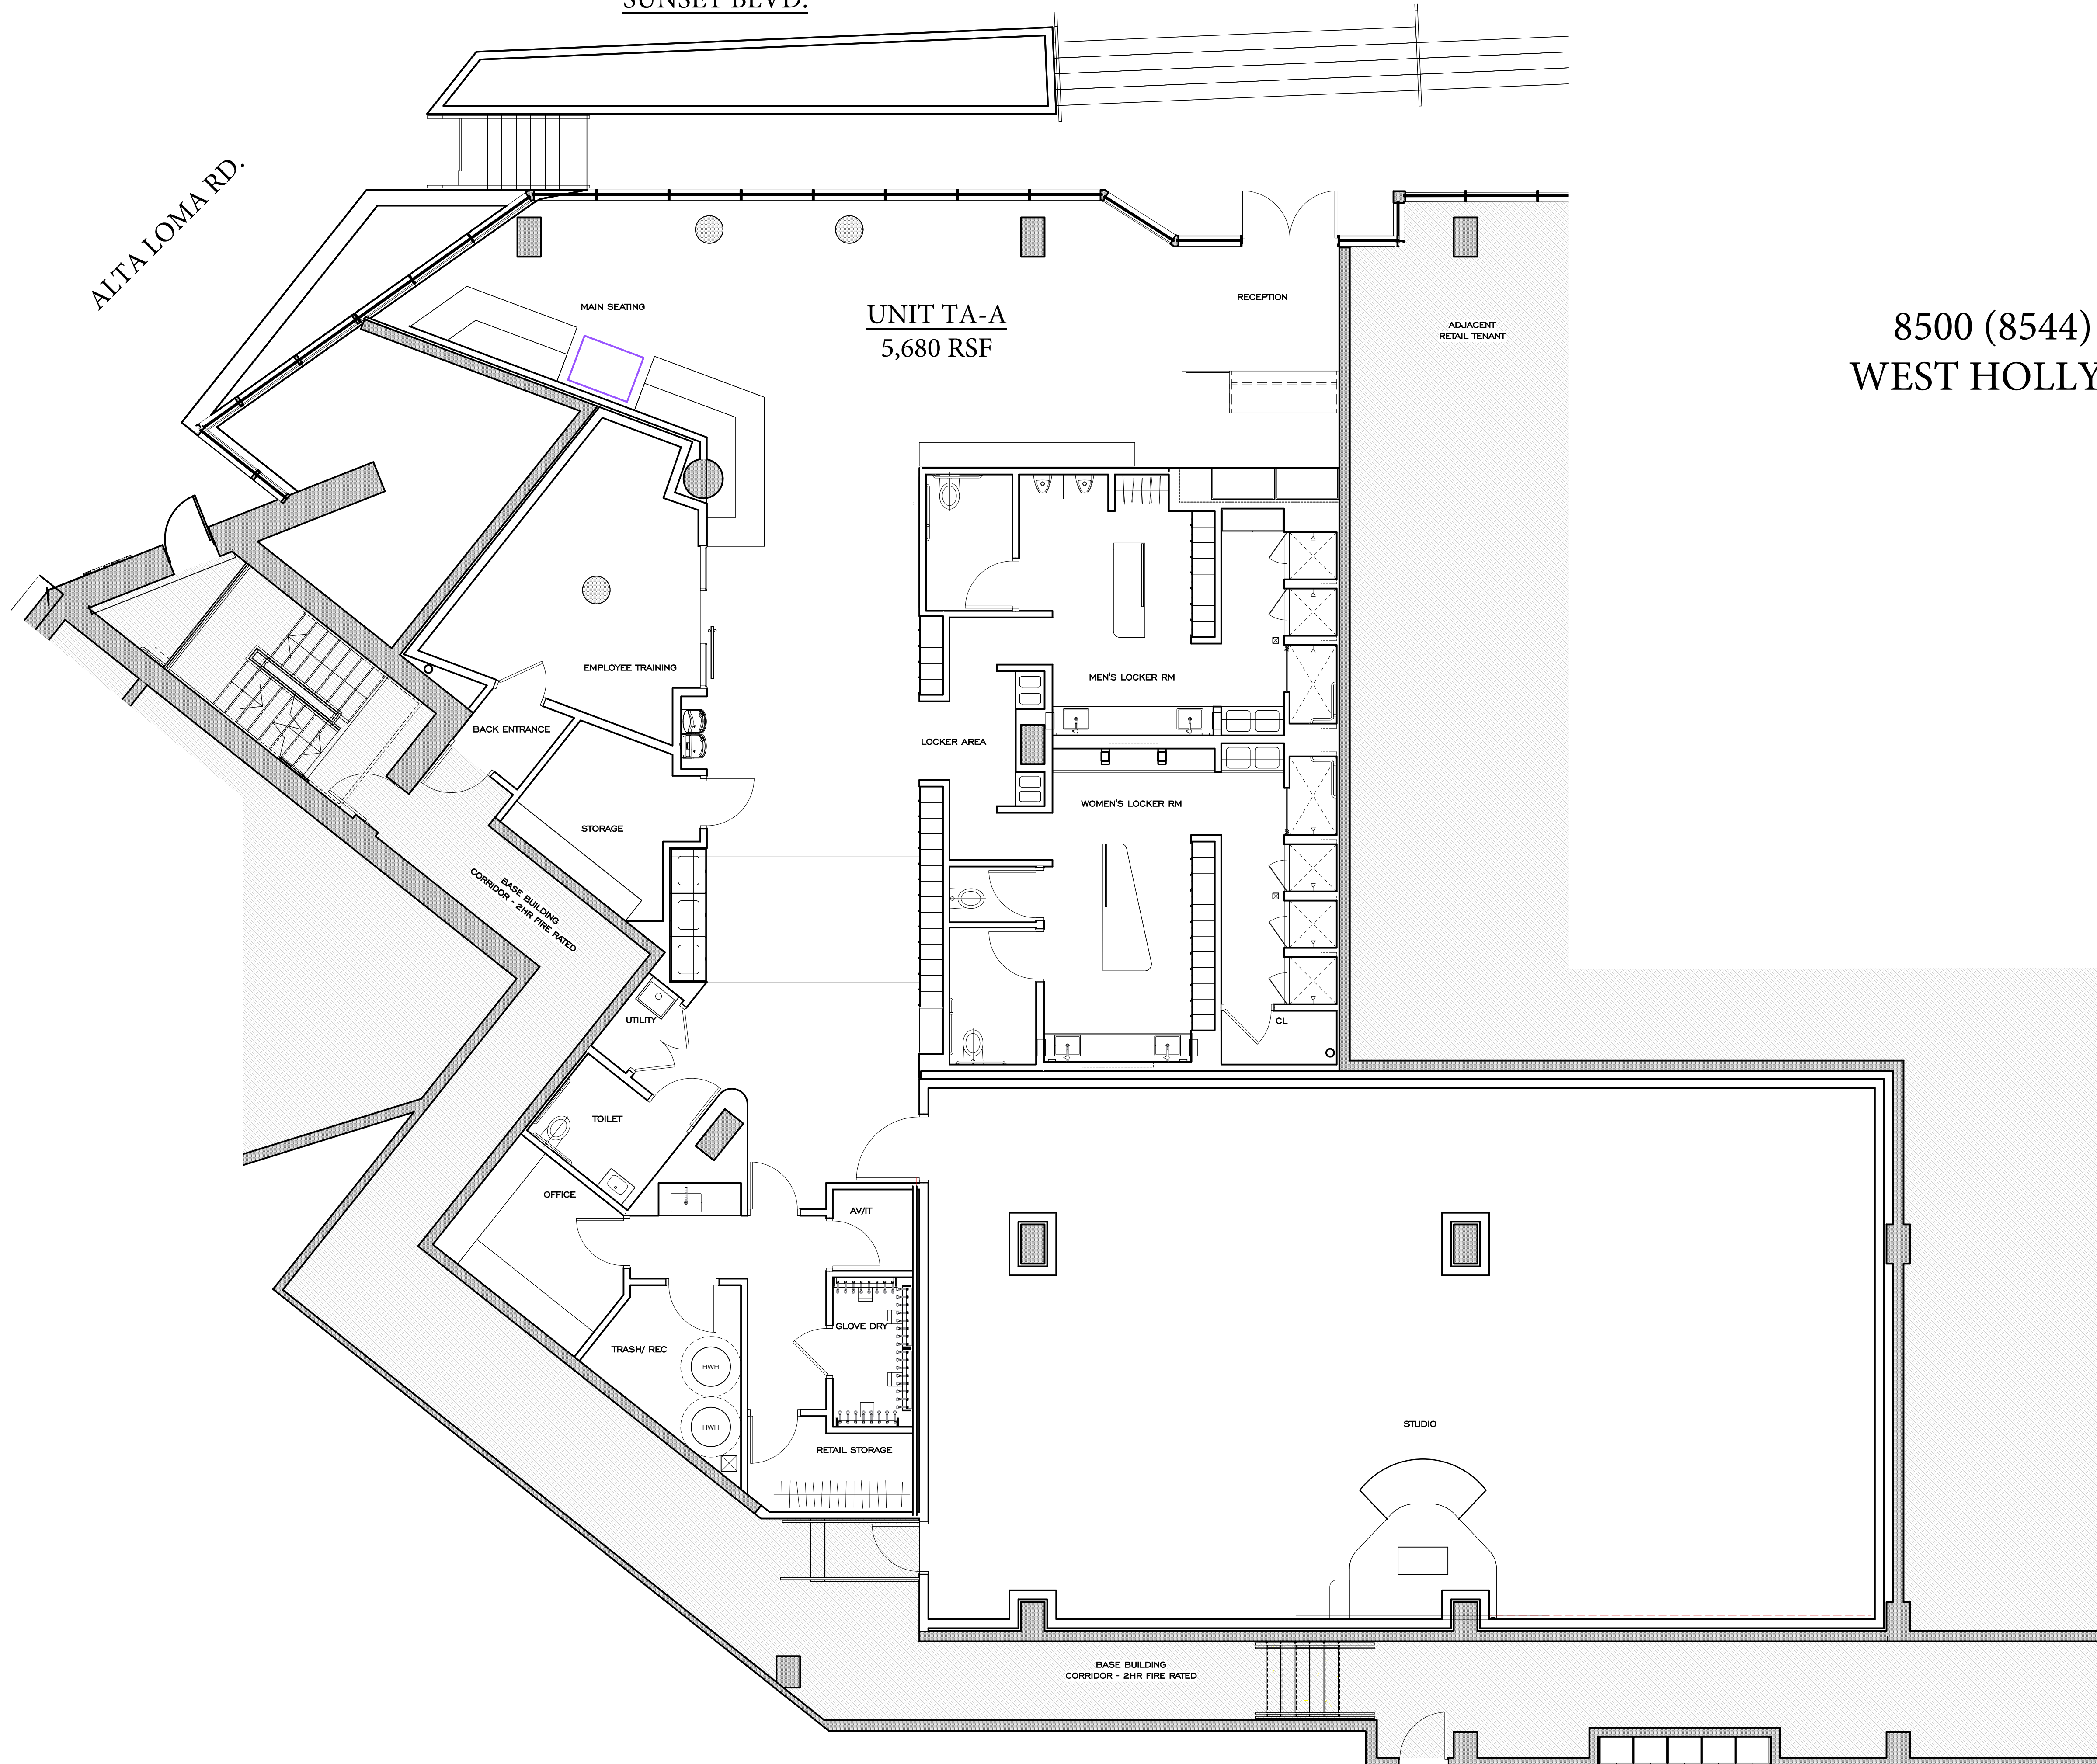 SUNSET BLVD.
ALTA LOMA RD.
MAIN SEATING
UNIT TA-A
5,680 RSF
RECEPTION
ADJACENT
RETAIL TENANT
8500 (8544)
WEST HOLLY
EMPLOYEE TRAINING
MEN'S LOCKER RM
BACK ENTRANCE
LOCKER AREA
WOMEN'S LOCKER RM
STORAGE
BASE BUILDING
CORRIDOR - 2HR FIRE RATED
UTILITY
CL
TOILET
OFFICE
AV/IT
GLOVE DRY
TRASH/ REC
HWH
HWH
STUDIO
RETAIL STORAGE
BASE BUILDING
CORRIDOR - 2HR FIRE RATED